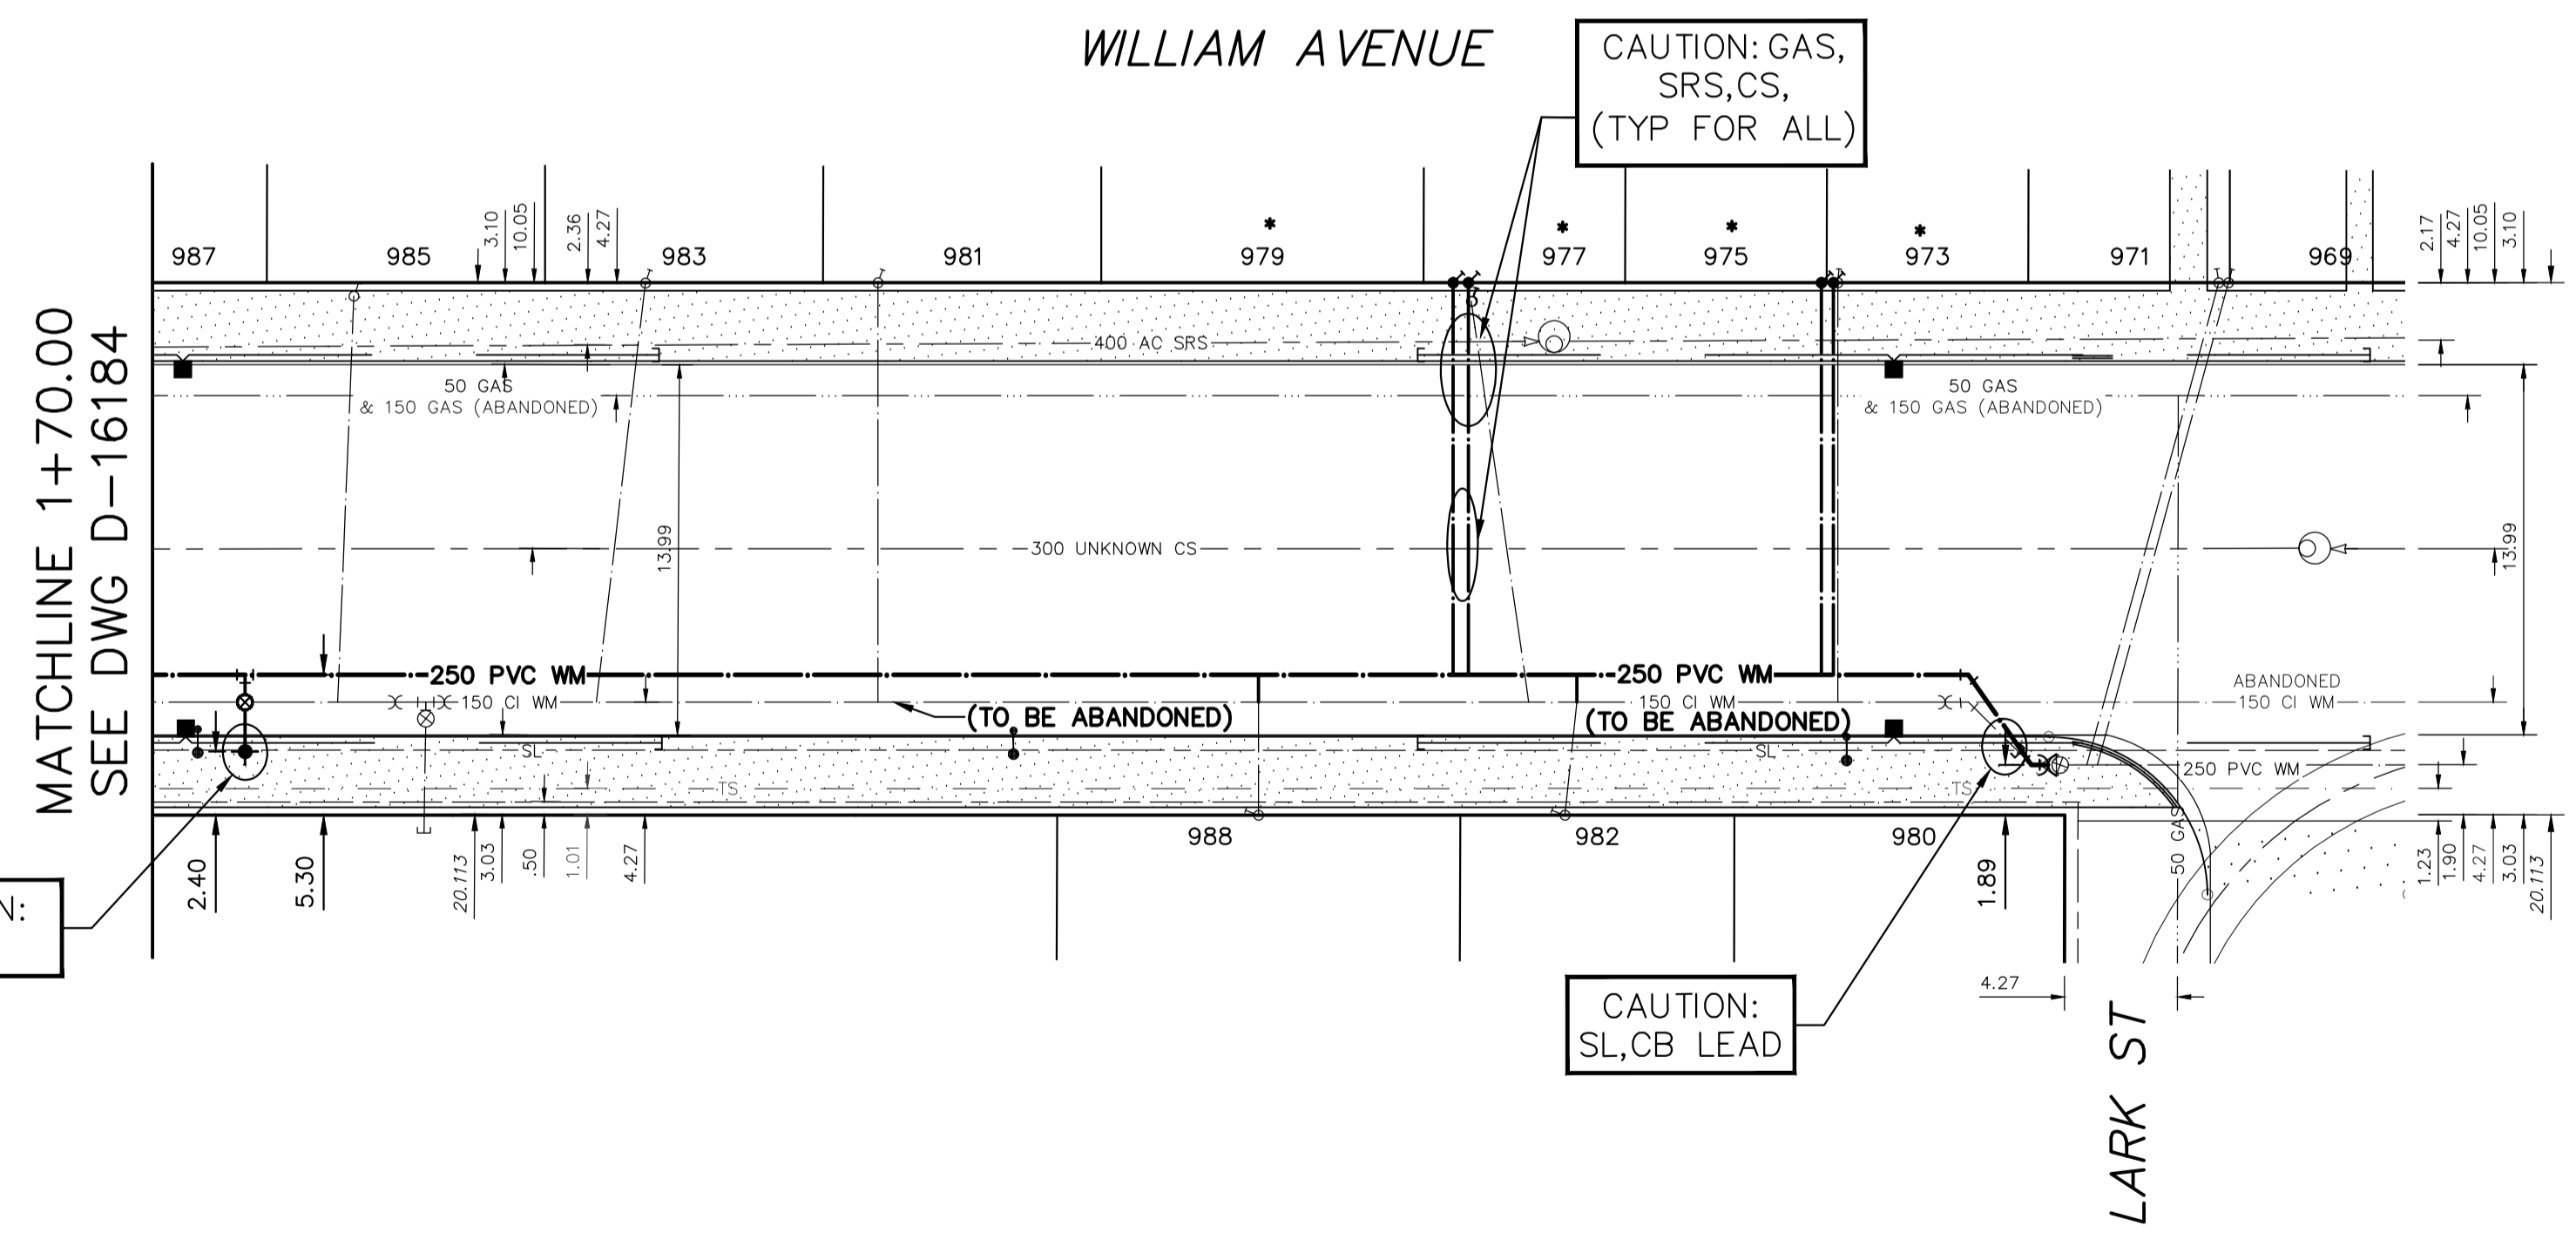 WILLIAM AVENUE
CAUTION: GAS,
SRS,CS,
(TYP FOR ALL)
MATCHLINE 1+70.00
SEE DWG D-16184
987
985
3.10
10.05
2.36
4.27
983
981
*
979
*
977
*
975
*
973
971
969
2.17
4.27
10.05
3.10
400 AC SRS
50 GAS
& 150 GAS (ABANDONED)
50 GAS
& 150 GAS (ABANDONED)
13.99
300 UNKNOWN CS
13.99
250 PVC WM
250 PVC WM
150 CI WM
150 CI WM
ABANDONED
150 CI WM
(TO BE ABANDONED)
(TO BE ABANDONED)
SL
SL
TS
TS
250 PVC WM
50 GAS
988
982
980
2.40
5.30
20.113
3.03
.50
1.01
4.27
1.89
1.23
1.90
4.27
3.03
20.113
N:
4.27
CAUTION:
SL,CB LEAD
LARK ST